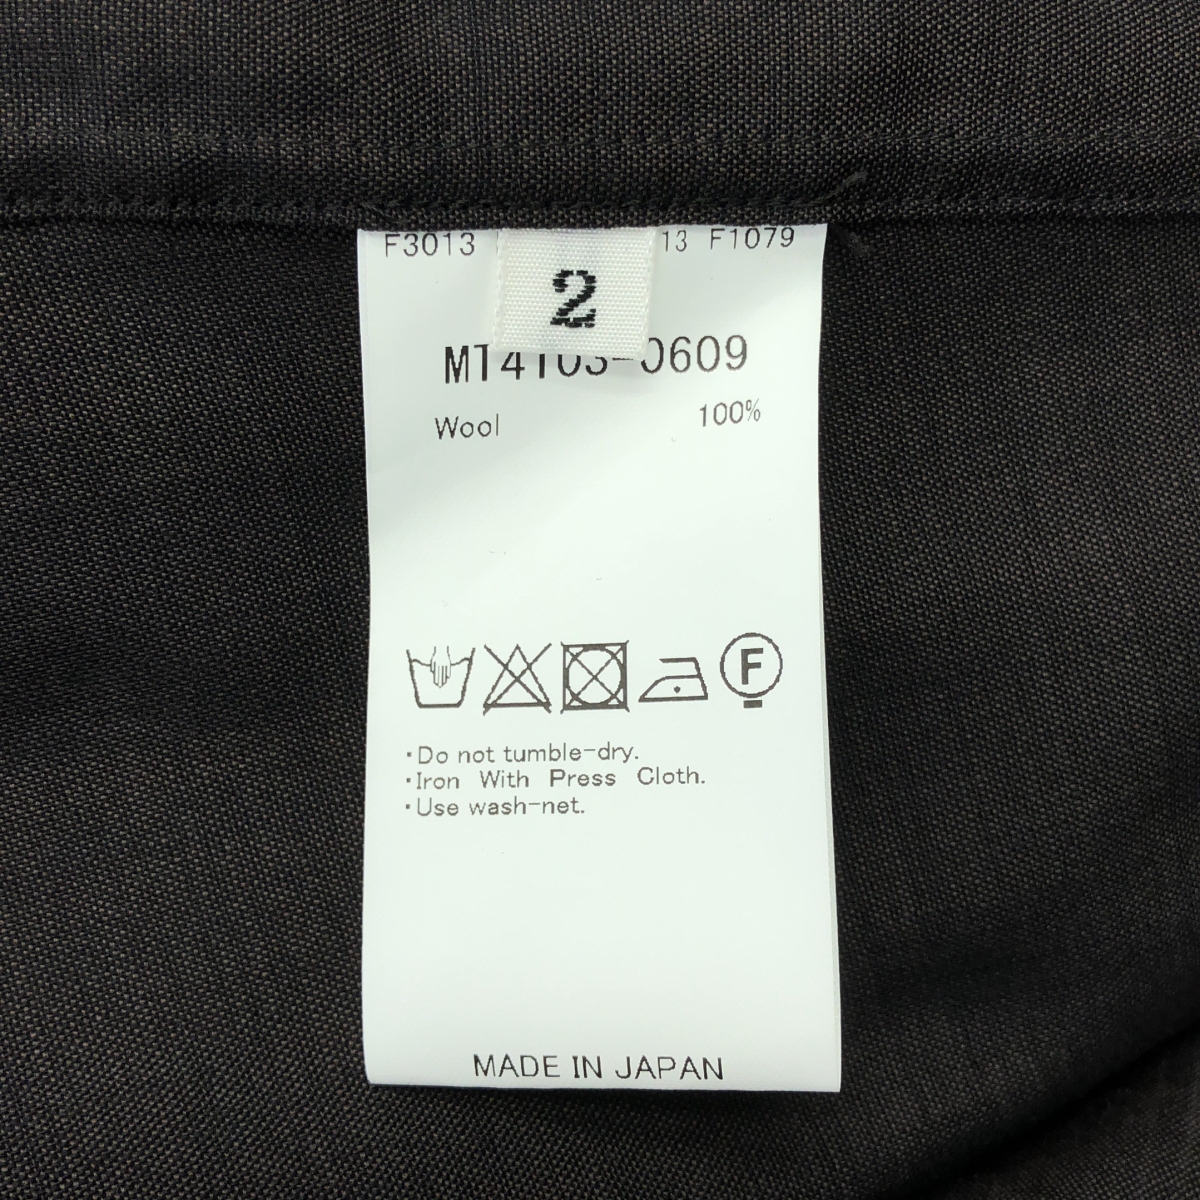 F3013 13 F1079
2
MT4103-0609
Wool 100%
F
・Do not tumble-dry.
・Iron With Press Cloth.
・Use wash-net.
MADE IN JAPAN